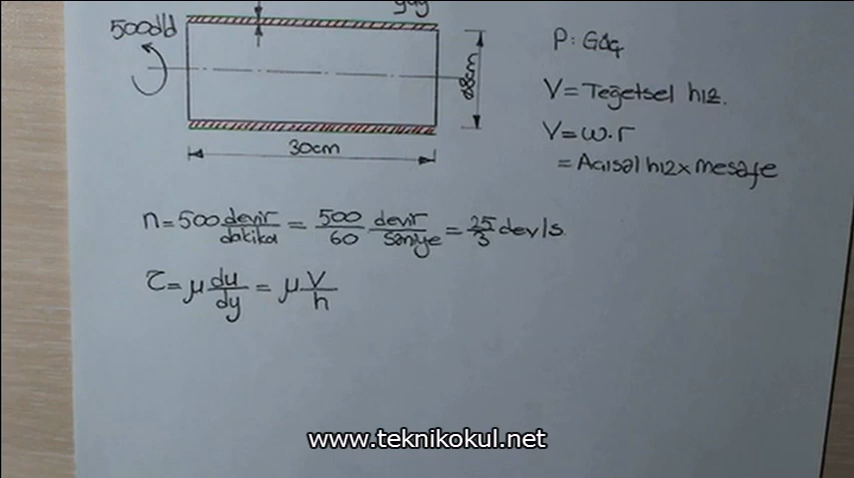 yağ
500d/d
P: Güç
28cm
V = Teğetsel hız.
V = ω.r
30cm
= Açısal hız x mesafe
n = 500 devir/dakika = 500/60 devir/saniye = 25/3 dev/s
τ = μ du/dy = μ V/h
www.teknikokul.net